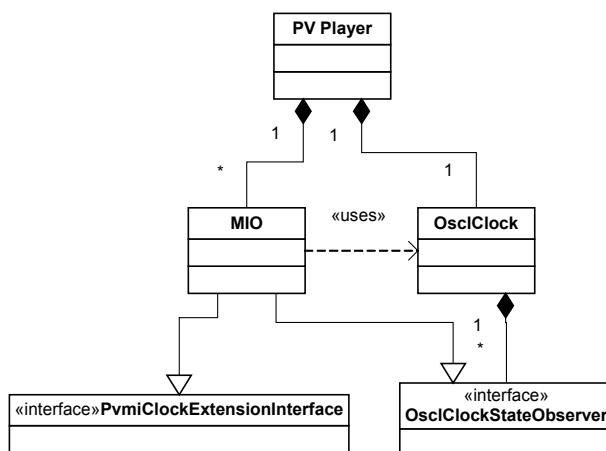 PV Player
1
1
*
1
MIO
«uses»
OsclClock
1
*
«interface»PvmiClockExtensionInterface
«interface»
OsclClockStateObserver